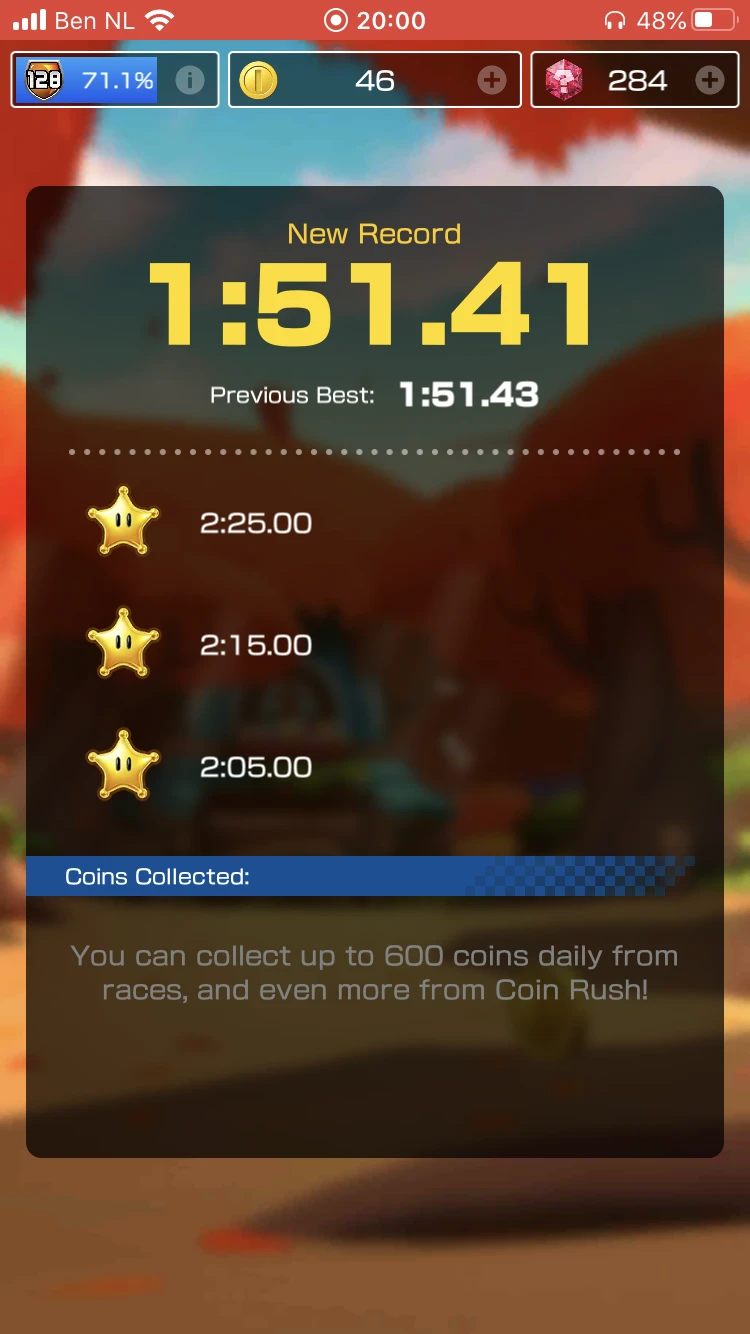 Ben NL 20:00 48%
128 71.1% i 46 + ? 284 +
New Record
1:51.41
Previous Best: 1:51.43
2:25.00
2:15.00
2:05.00
Coins Collected:
You can collect up to 600 coins daily from
races, and even more from Coin Rush!